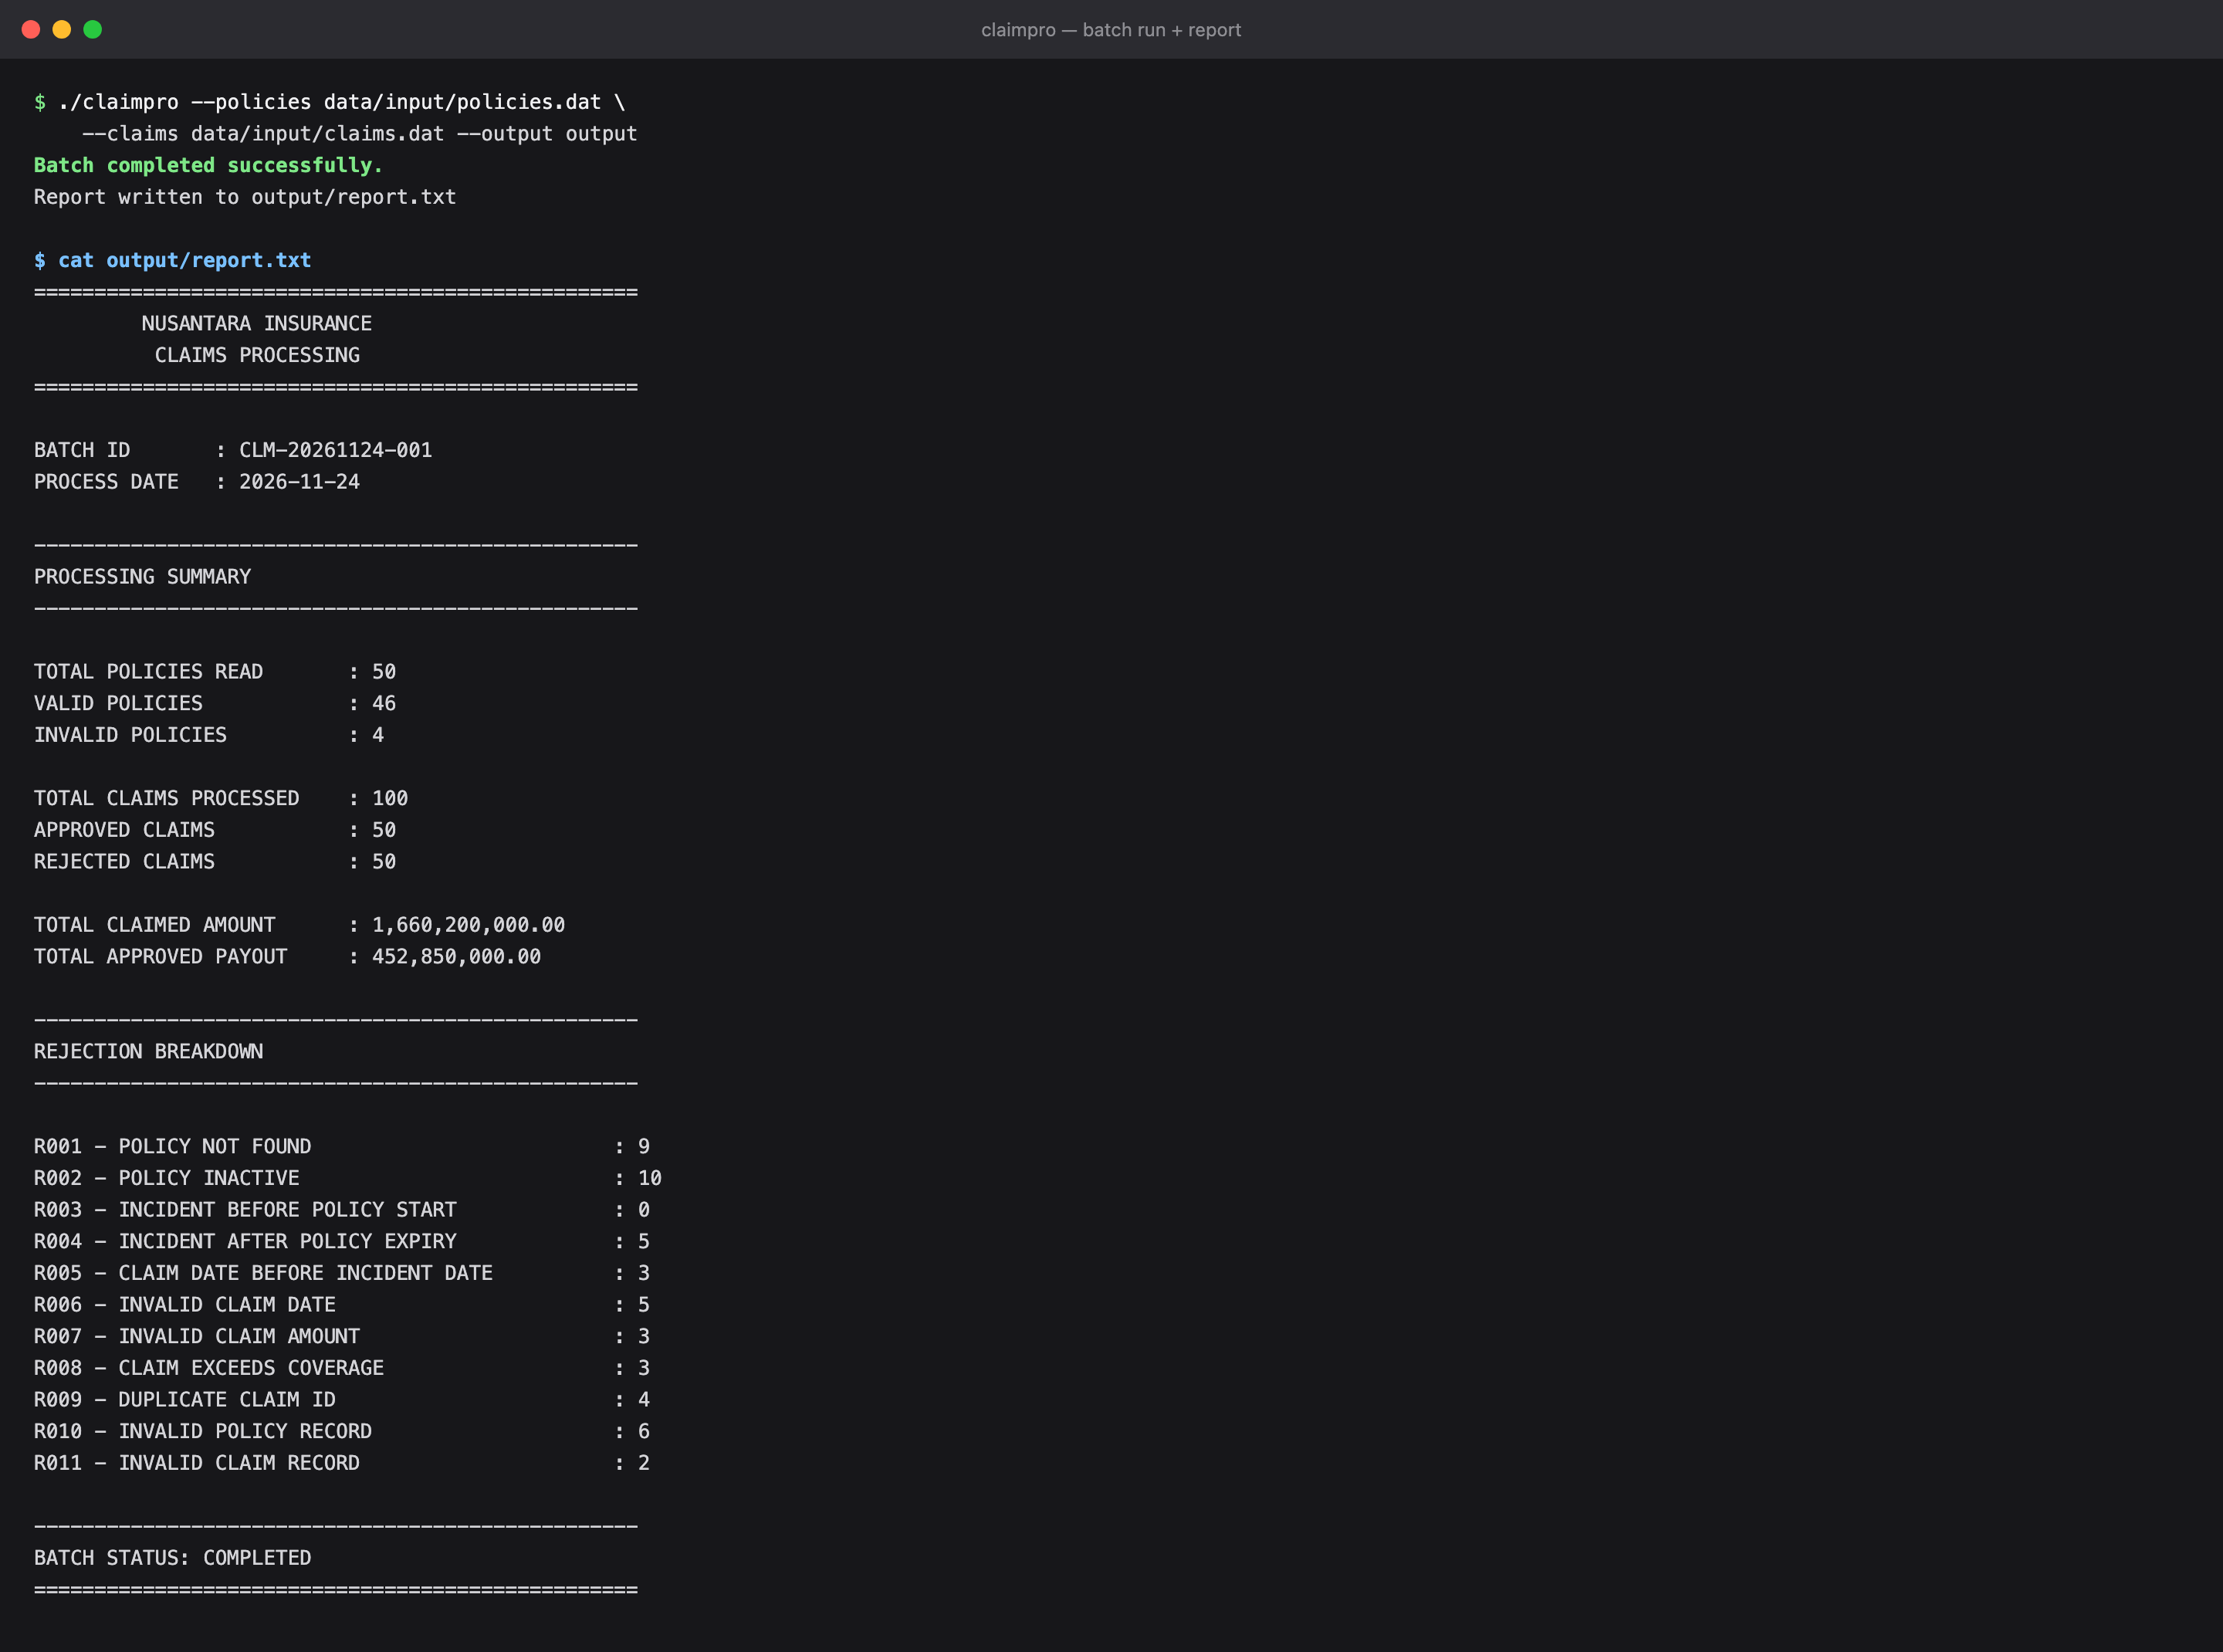 claimpro — batch run + report
$ ./claimpro --policies data/input/policies.dat \
    --claims data/input/claims.dat --output output
Batch completed successfully.
Report written to output/report.txt
$ cat output/report.txt
==================================================
         NUSANTARA INSURANCE
          CLAIMS PROCESSING
==================================================
BATCH ID       : CLM-20261124-001
PROCESS DATE   : 2026-11-24
--------------------------------------------------
PROCESSING SUMMARY
--------------------------------------------------
TOTAL POLICIES READ       : 50
VALID POLICIES            : 46
INVALID POLICIES          : 4
TOTAL CLAIMS PROCESSED    : 100
APPROVED CLAIMS           : 50
REJECTED CLAIMS           : 50
TOTAL CLAIMED AMOUNT      : 1,660,200,000.00
TOTAL APPROVED PAYOUT     : 452,850,000.00
--------------------------------------------------
REJECTION BREAKDOWN
--------------------------------------------------
R001 - POLICY NOT FOUND                         : 9
R002 - POLICY INACTIVE                          : 10
R003 - INCIDENT BEFORE POLICY START             : 0
R004 - INCIDENT AFTER POLICY EXPIRY             : 5
R005 - CLAIM DATE BEFORE INCIDENT DATE          : 3
R006 - INVALID CLAIM DATE                       : 5
R007 - INVALID CLAIM AMOUNT                     : 3
R008 - CLAIM EXCEEDS COVERAGE                   : 3
R009 - DUPLICATE CLAIM ID                       : 4
R010 - INVALID POLICY RECORD                    : 6
R011 - INVALID CLAIM RECORD                     : 2
--------------------------------------------------
BATCH STATUS: COMPLETED
==================================================